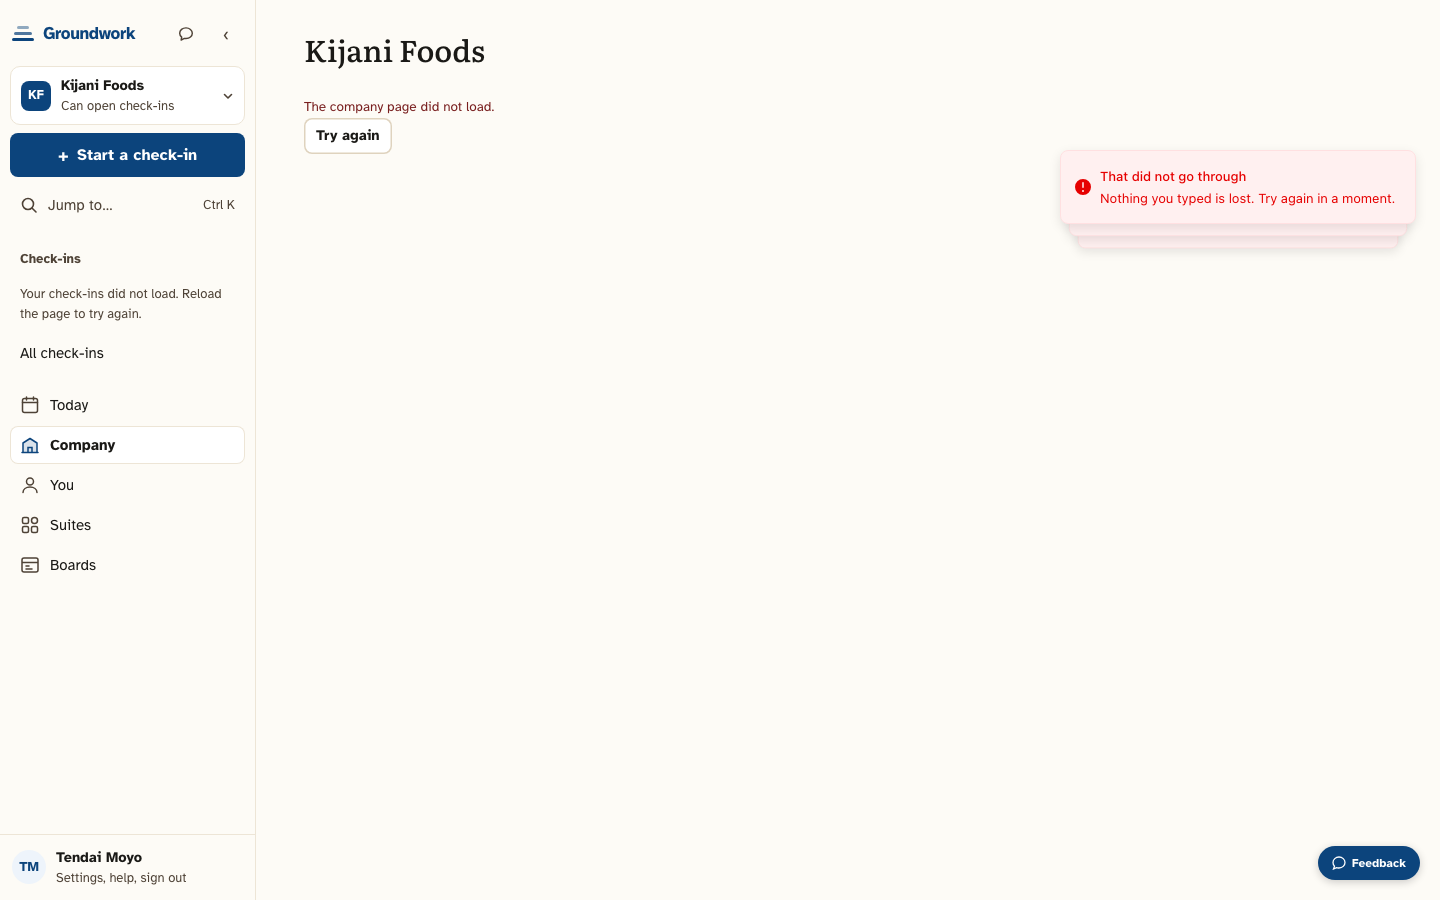 Groundwork
KF
Kijani Foods
Can open check-ins
+ Start a check-in
Jump to...
Ctrl K
Check-ins
Your check-ins did not load. Reload
the page to try again.
All check-ins
Today
Company
You
Suites
Boards
TM
Tendai Moyo
Settings, help, sign out
Kijani Foods
The company page did not load.
Try again
That did not go through
Nothing you typed is lost. Try again in a moment.
Feedback